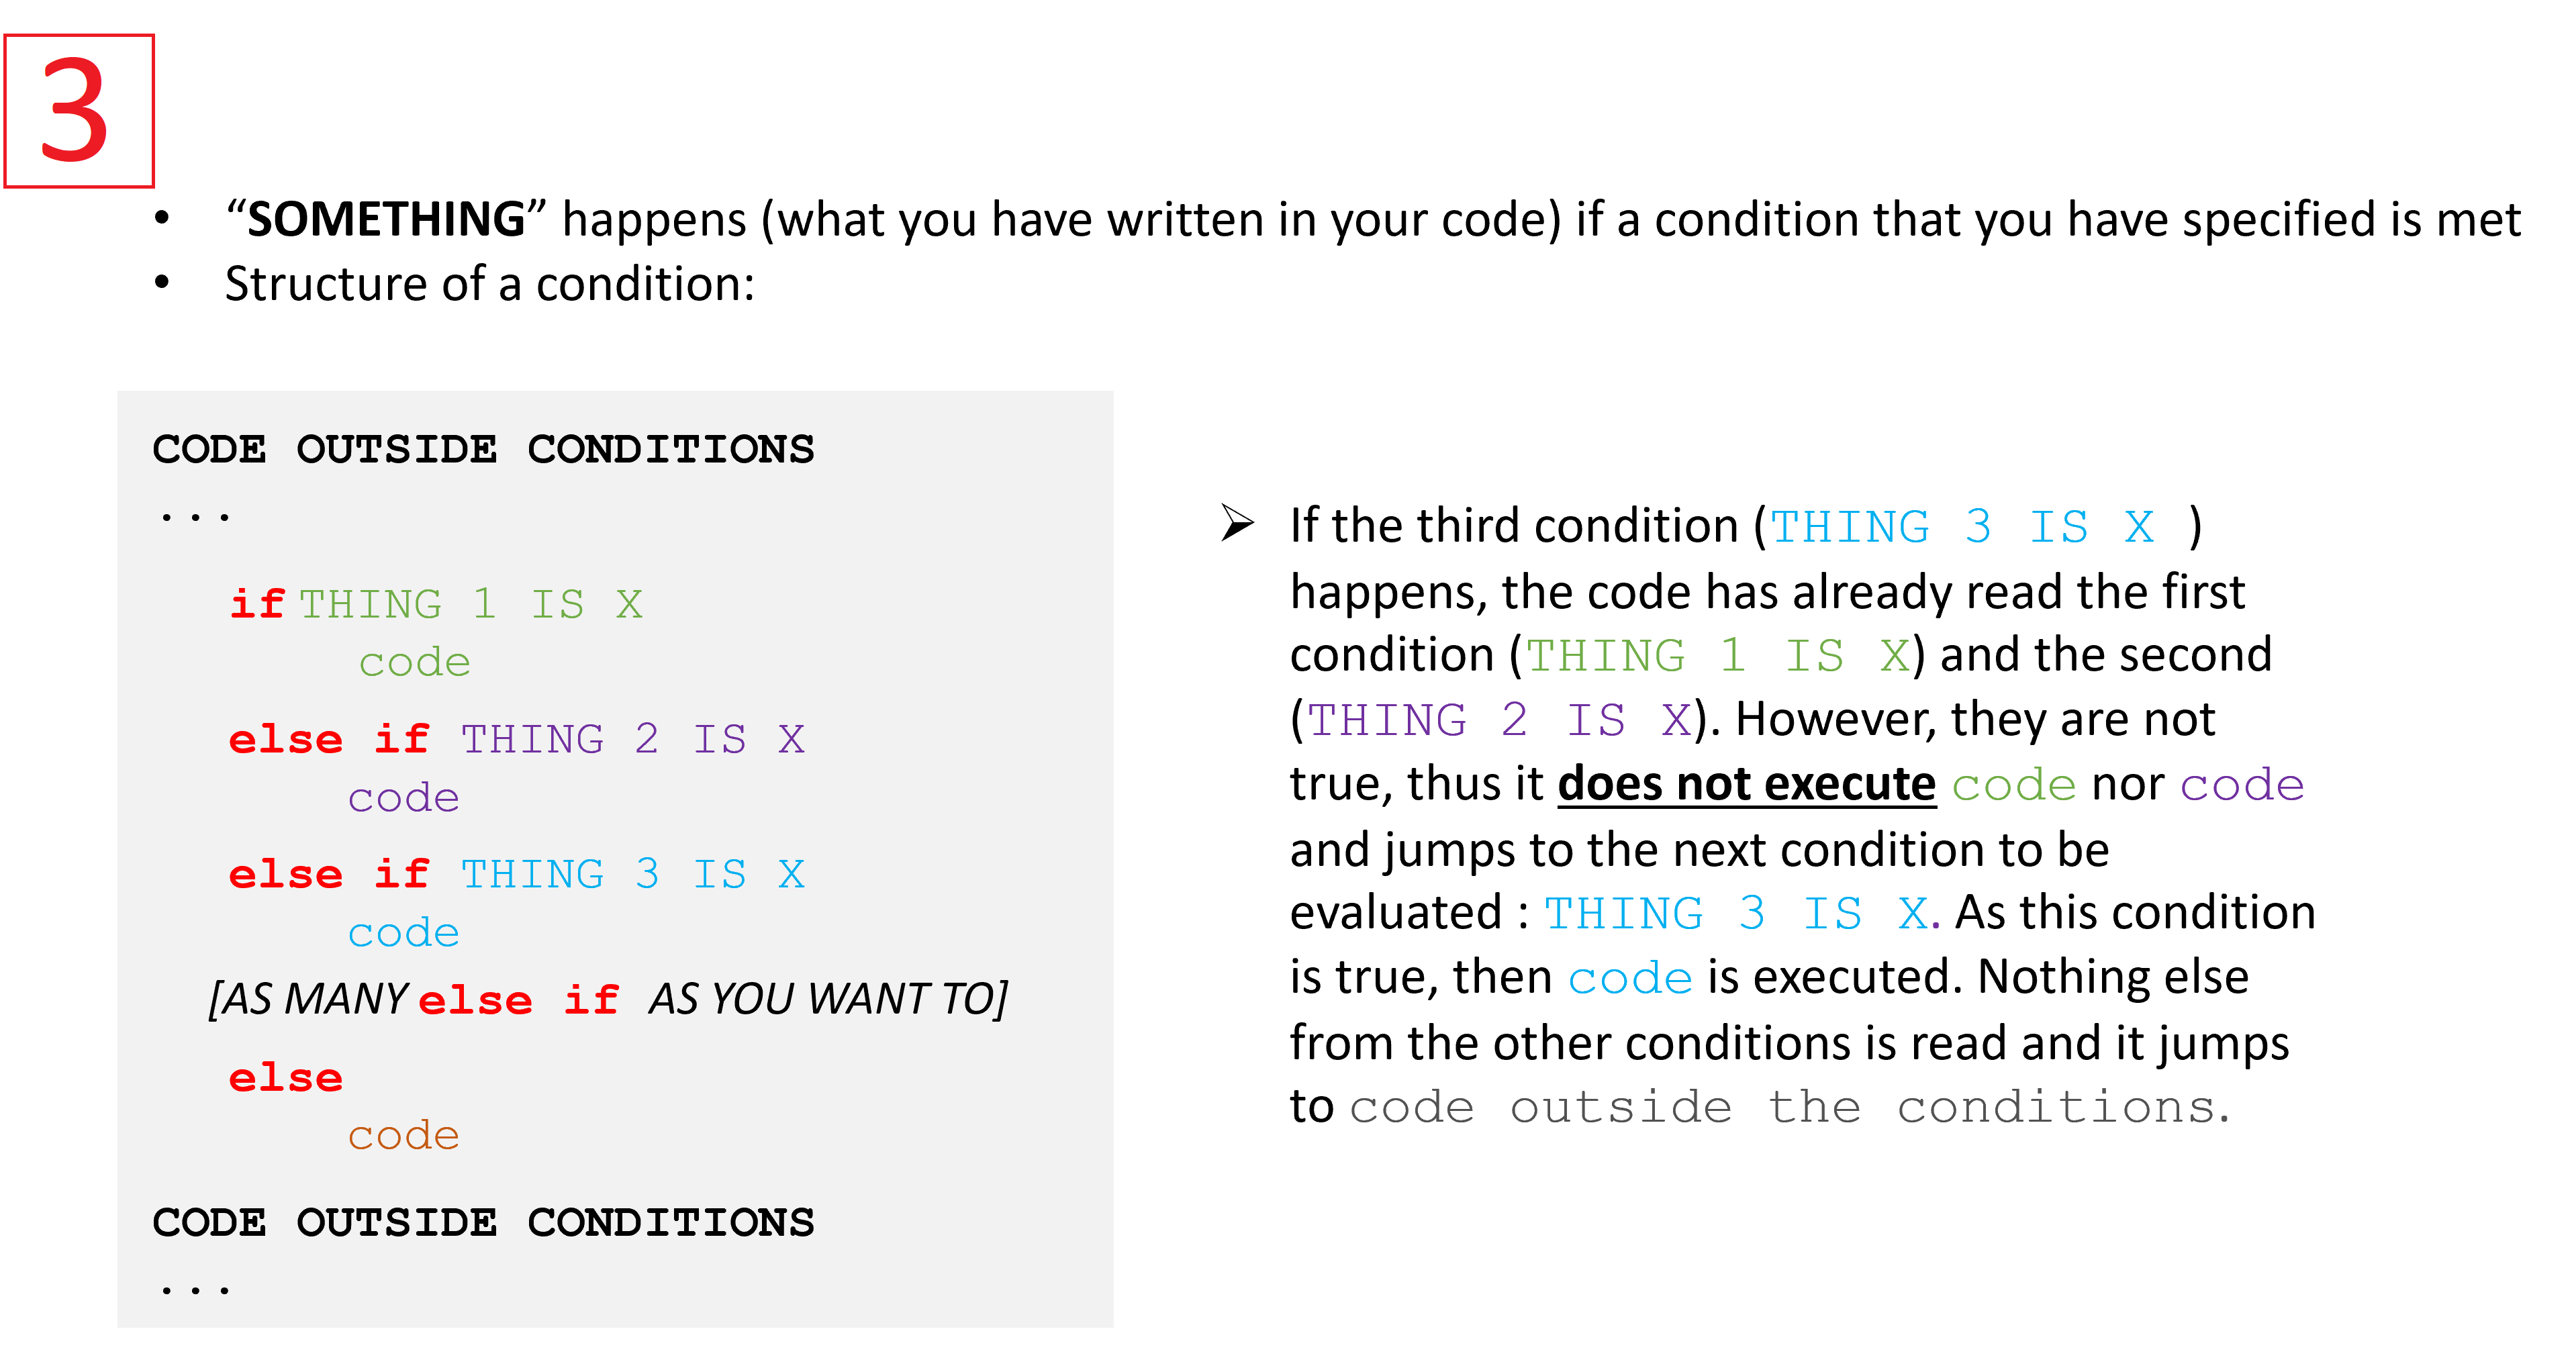 3
• “SOMETHING” happens (what you have written in your code) if a condition that you have specified is met
• Structure of a condition:
CODE OUTSIDE CONDITIONS
...
if THING 1 IS X
code
else if THING 2 IS X
code
else if THING 3 IS X
code
[AS MANY else if AS YOU WANT TO]
else
code
CODE OUTSIDE CONDITIONS
...
➢ If the third condition (THING 3 IS X )
happens, the code has already read the first
condition (THING 1 IS X) and the second
(THING 2 IS X). However, they are not
true, thus it does not execute code nor code
and jumps to the next condition to be
evaluated : THING 3 IS X. As this condition
is true, then code is executed. Nothing else
from the other conditions is read and it jumps
to code outside the conditions.